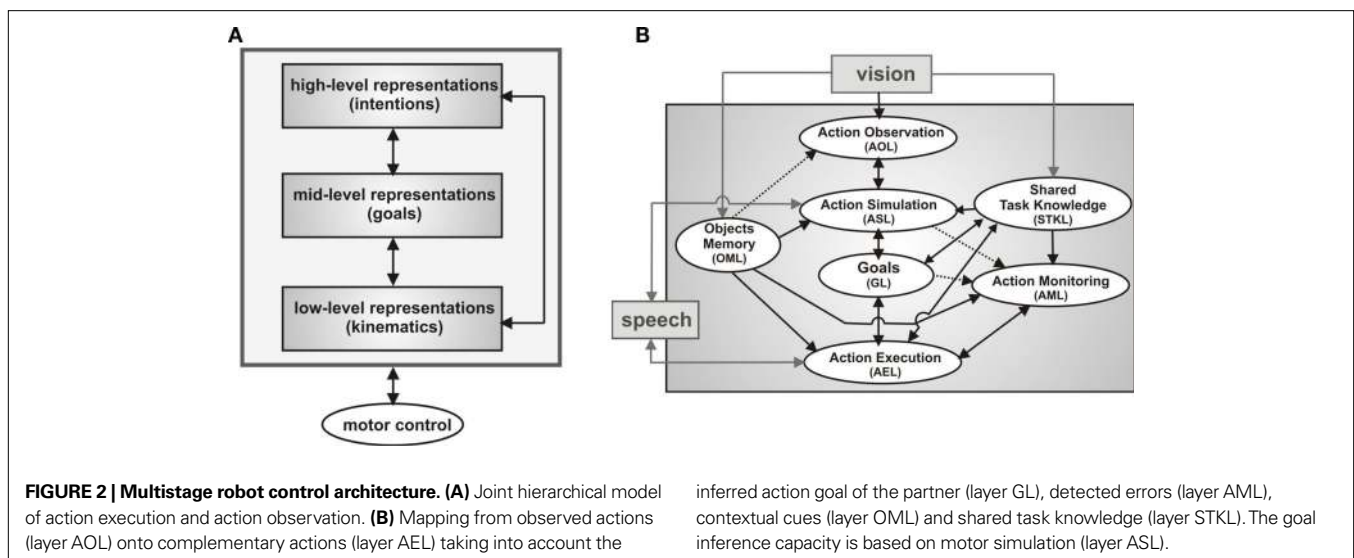 A
high-level representations
(intentions)
mid-level representations
(goals)
low-level representations
(kinematics)
motor control
B
vision
Action Observation
(AOL)
Action Simulation
(ASL)
Shared
Task Knowledge
(STKL)
Objects
Memory
(OML)
Goals
(GL)
Action Monitoring
(AML)
speech
Action Execution
(AEL)
FIGURE 2 | Multistage robot control architecture. (A) Joint hierarchical model
of action execution and action observation. (B) Mapping from observed actions
(layer AOL) onto complementary actions (layer AEL) taking into account the
inferred action goal of the partner (layer GL), detected errors (layer AML),
contextual cues (layer OML) and shared task knowledge (layer STKL). The goal
inference capacity is based on motor simulation (layer ASL).